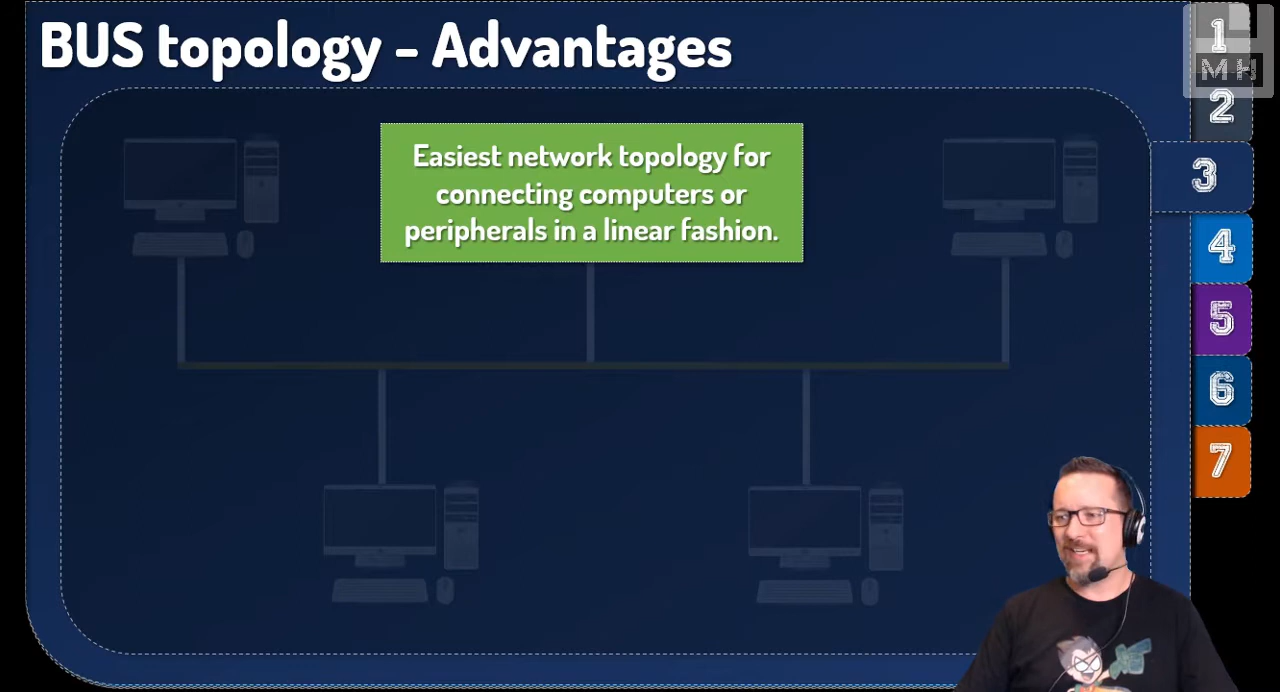 BUS topology - Advantages
Easiest network topology for
connecting computers or
peripherals in a linear fashion.
1
MH
2
3
4
5
6
7